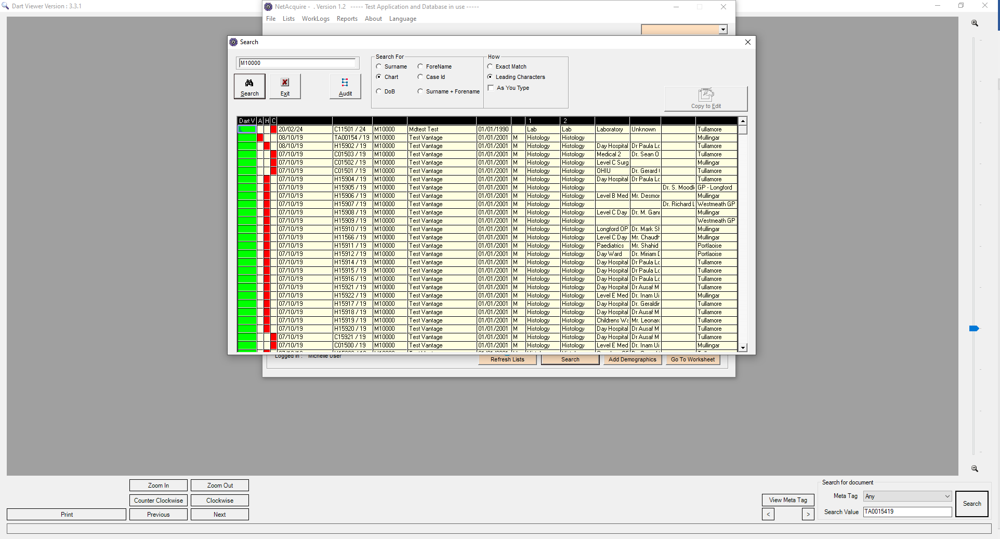 Dart Viewer Version : 3.3.1
NetAcquire - . Version 1.2 ----- Test Application and Database in use -----
File Lists WorkLogs Reports About Language
Search
M10000
Search
Exit
Audit
Search For
Surname ForeName
Chart Case Id
DoB Surname + Forename
How
Exact Match
Leading Characters
As You Type
Copy to Edit
Dart V A H C 1 2
L 20/02/24 C11501 / 24 M10000 Mdtest Test 01/01/1990 Lab Lab Laboratory Unknown Tullamore
08/10/19 TA00154 / 19 M10000 Test Vantage 01/01/2001 M Histology Histology Mullingar
08/10/19 H15902 / 19 M10000 Test Vantage 01/01/2001 M Histology Histology Day Hospital Dr Paula Lc Tullamore
07/10/19 C01503 / 19 M10000 Test Vantage 01/01/2001 M Histology Histology Medical 2 Dr. Sean O Tullamore
07/10/19 C01502 / 19 M10000 Test Vantage 01/01/2001 M Histology Histology Level C Surg Mullingar
07/10/19 C01501 / 19 M10000 Test Vantage 01/01/2001 M Histology Histology OHIU Dr. Gerard Tullamore
07/10/19 H15904 / 19 M10000 Test Vantage 01/01/2001 M Histology Histology Day Hospital Dr Paula Lc Tullamore
07/10/19 H15905 / 19 M10000 Test Vantage 01/01/2001 M Histology Histology Dr. S. Moodl GP - Longford
07/10/19 H15906 / 19 M10000 Test Vantage 01/01/2001 M Histology Histology Level B Med Mr. Desmor Mullingar
07/10/19 H15907 / 19 M10000 Test Vantage 01/01/2001 M Histology Histology Dr. Richard L Westmeath GP
07/10/19 H15908 / 19 M10000 Test Vantage 01/01/2001 M Histology Histology Level C Day Dr. M. Gan Mullingar
07/10/19 H15909 / 19 M10000 Test Vantage 01/01/2001 M Histology Histology Westmeath GP
07/10/19 H15910 / 19 M10000 Test Vantage 01/01/2001 M Histology Histology Longford OP Dr. Mark Sh Mullingar
07/10/19 H11566 / 19 M10000 Test Vantage 01/01/2001 M Histology Histology Level C Day Mr. Chaudh Mullingar
07/10/19 H15911 / 19 M10000 Test Vantage 01/01/2001 M Histology Histology Paediatrics Mr. Shahid Portlaoise
07/10/19 H15912 / 19 M10000 Test Vantage 01/01/2001 M Histology Histology Day Ward Dr. Miriam D Portlaoise
07/10/19 H15914 / 19 M10000 Test Vantage 01/01/2001 M Histology Histology Day Hospital Dr Paula Lc Tullamore
07/10/19 H15915 / 19 M10000 Test Vantage 01/01/2001 M Histology Histology Day Hospital Dr Paula Lc Tullamore
07/10/19 H15916 / 19 M10000 Test Vantage 01/01/2001 M Histology Histology Day Hospital Dr Paula Lc Tullamore
07/10/19 H15921 / 19 M10000 Test Vantage 01/01/2001 M Histology Histology Day Hospital Dr Ausaf M Tullamore
07/10/19 H15922 / 19 M10000 Test Vantage 01/01/2001 M Histology Histology Level E Med Dr. Inam Ui Mullingar
07/10/19 H15917 / 19 M10000 Test Vantage 01/01/2001 M Histology Histology Day Hospital Dr. Geraldir Tullamore
07/10/19 H15918 / 19 M10000 Test Vantage 01/01/2001 M Histology Histology Day Hospital Dr Ausaf M Tullamore
07/10/19 H15919 / 19 M10000 Test Vantage 01/01/2001 M Histology Histology Childrens Wa Mr. Leonard Tullamore
07/10/19 H15920 / 19 M10000 Test Vantage 01/01/2001 M Histology Histology Day Hospital Dr Ausaf M Tullamore
07/10/19 C15921 / 19 M10000 Test Vantage 01/01/2001 M Histology Histology Day Hospital Dr Ausaf M Tullamore
07/10/19 C01500 / 19 M10000 Test Vantage 01/01/2001 M Histology Histology Level E Med Dr. Inam Ui Mullingar
Logged In : Michelle User
Refresh Lists Search Add Demographics Go To Worksheet
Zoom In Zoom Out
Counter Clockwise Clockwise
Print Previous Next
View Meta Tag
< >
Search for document
Meta Tag Any
Search Value TA0015419
Search